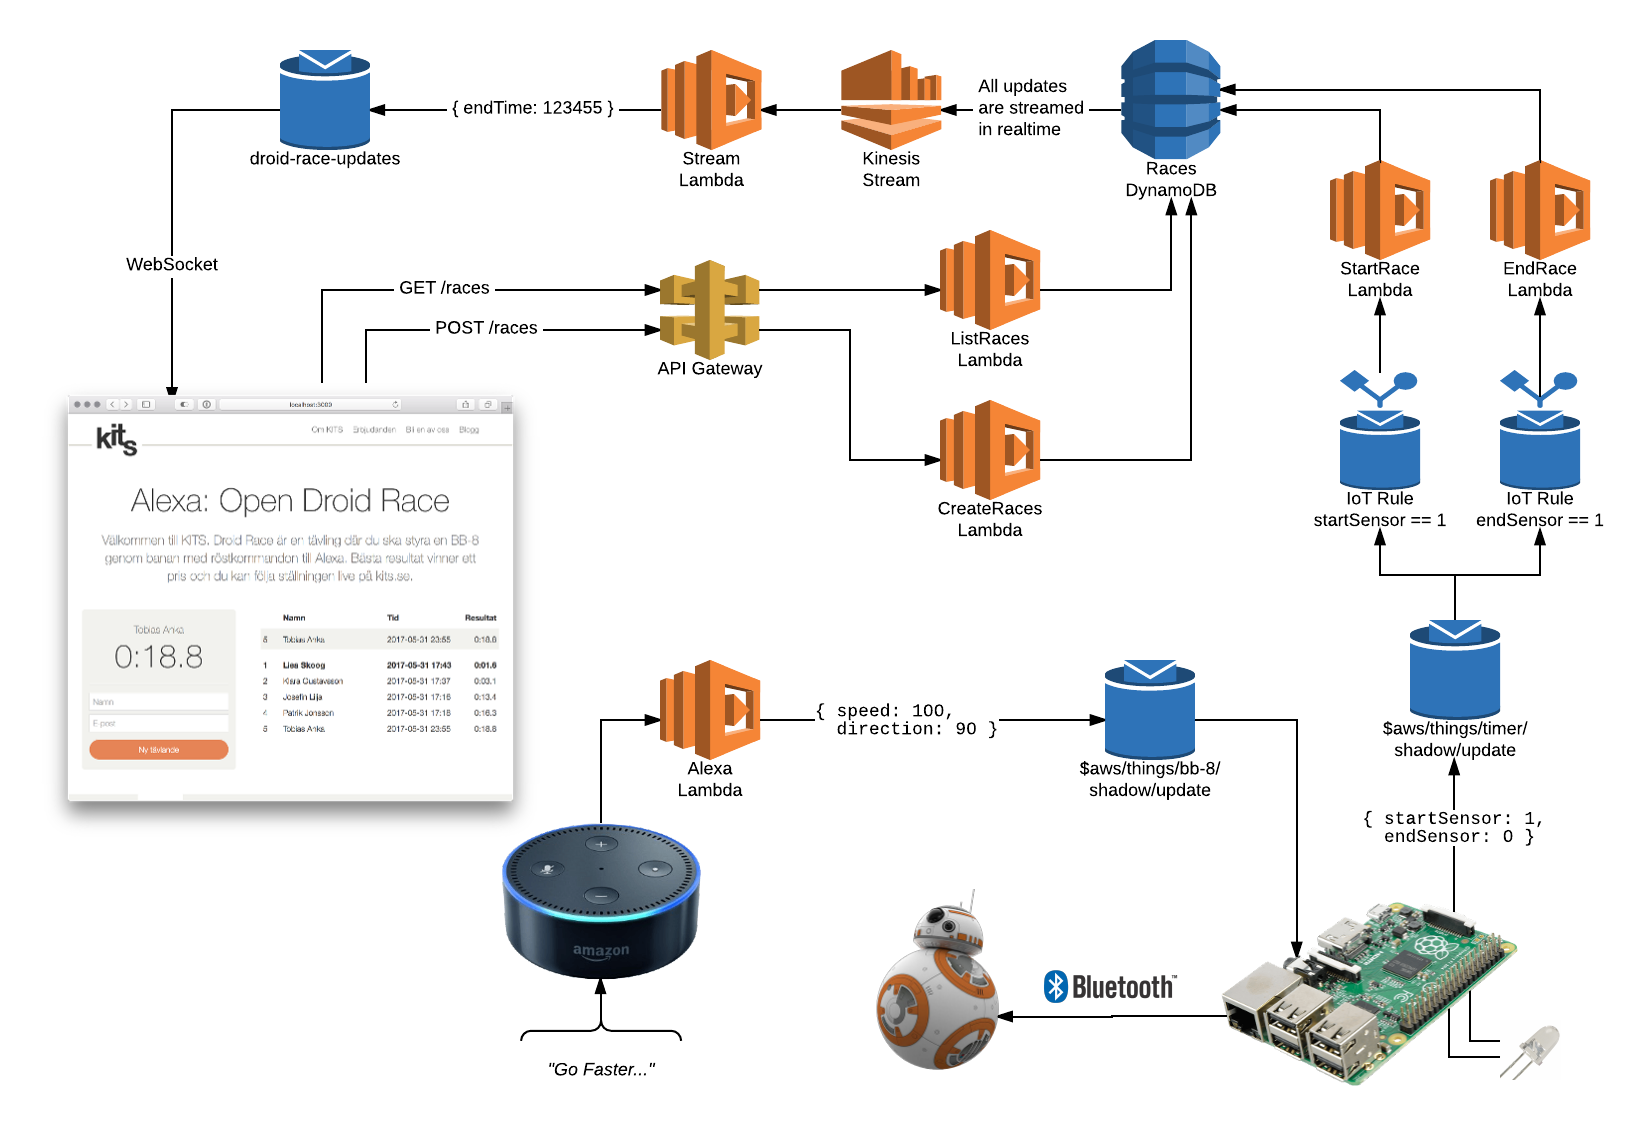 All updates
are streamed
in realtime
{ endTime: 123455 }
droid-race-updates
Stream
Lambda
Kinesis
Stream
Races
DynamoDB
StartRace
Lambda
EndRace
Lambda
WebSocket
GET /races
POST /races
API Gateway
ListRaces
Lambda
CreateRaces
Lambda
IoT Rule
startSensor == 1
IoT Rule
endSensor == 1
localhost:3000
kits
Om KITS Erbjudanden Bli en av oss Blogg
Alexa: Open Droid Race
Välkommen till KITS. Droid Race är en tävling där du ska styra en BB-8
genom banan med röstkommandon till Alexa. Bästa resultat vinner ett
pris och du kan följa ställningen live på kits.se.
Tobias Anka
0:18.8
Namn
E-post
Ny tävlande
Namn Tid Resultat
6 Tobias Anka 2017-05-31 23:55 0:18.8
1 Lisa Skoog 2017-05-31 17:43 0:01.6
2 Klara Gustavsson 2017-05-31 17:37 0:03.1
3 Josefin Lilja 2017-05-31 17:16 0:13.4
4 Patrik Jonsson 2017-05-31 17:18 0:16.3
5 Tobias Anka 2017-05-31 23:55 0:18.8
{ speed: 100,
direction: 90 }
Alexa
Lambda
$aws/things/bb-8/
shadow/update
$aws/things/timer/
shadow/update
{ startSensor: 1,
endSensor: 0 }
amazon
Bluetooth™
"Go Faster..."